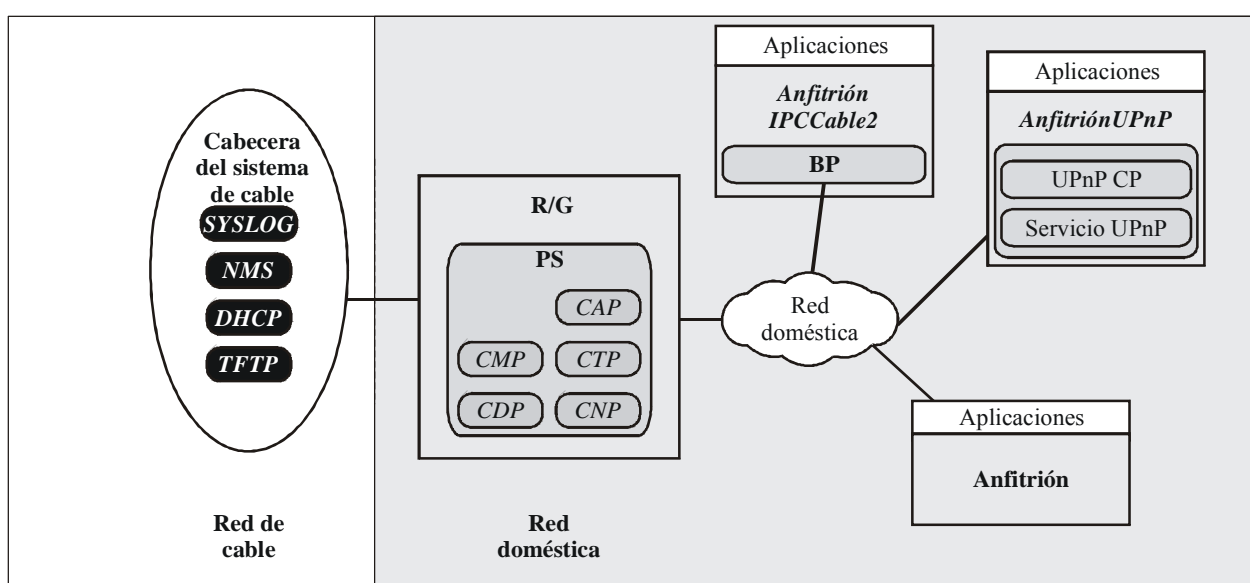 Cabecera
del sistema
de cable
SYSLOG
NMS
DHCP
TFTP
Red de
cable
R/G
PS
CAP
CMP
CTP
CDP
CNP
Red
doméstica
Aplicaciones
Anfitrión
IPCCable2
BP
Red
doméstica
Aplicaciones
AnfitriónUPnP
UPnP CP
Servicio UPnP
Aplicaciones
Anfitrión